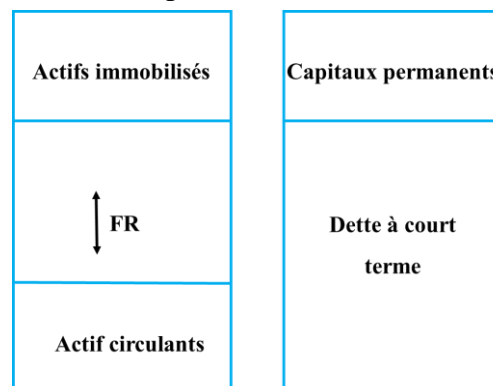 Actifs immobilisés
Capitaux permanents
FR
Dette à court
terme
Actif circulants